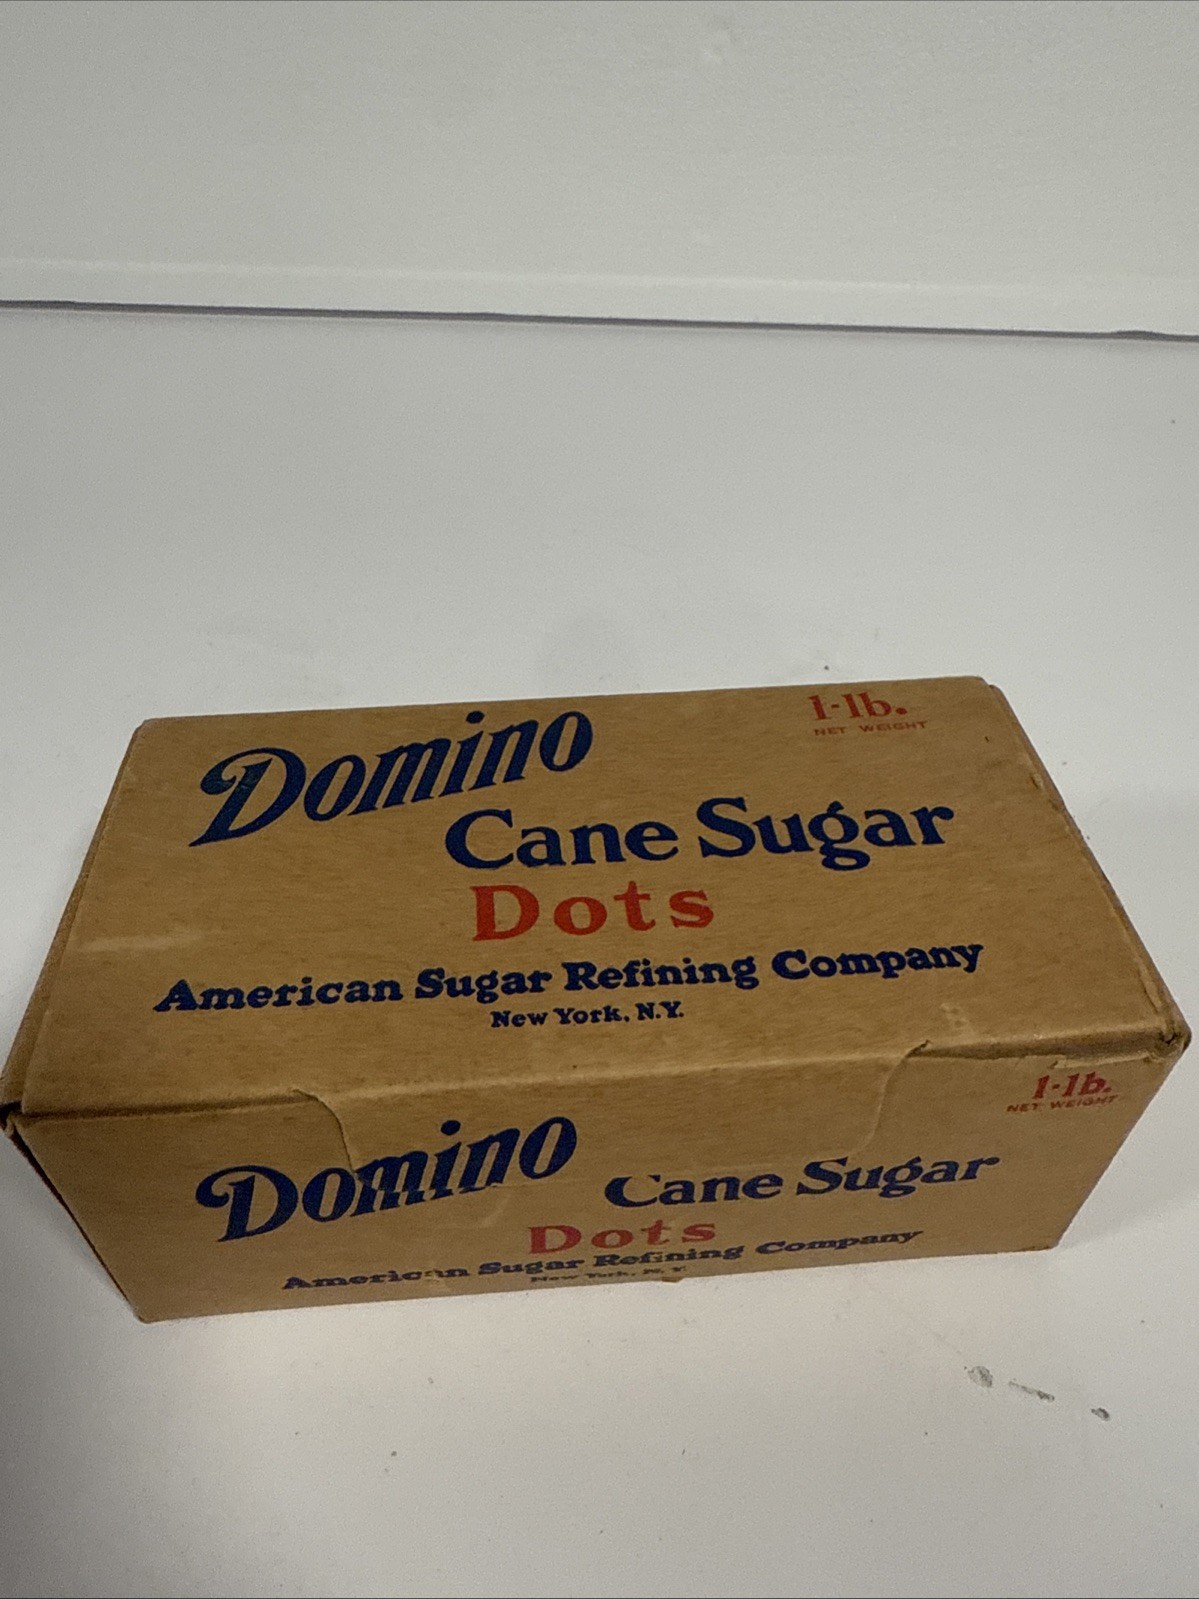 1-lb.
NET WEIGHT
Domino
Cane Sugar
Dots
American Sugar Refining Company
New York, N.Y.
1-lb.
NET WEIGHT
Domino
Cane Sugar
Dots
American Sugar Refining Company
New York, N.Y.